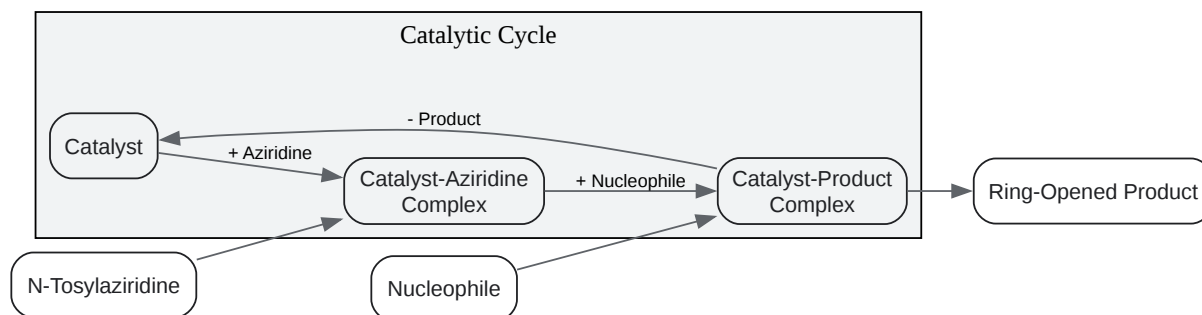 Catalytic Cycle
- Product
Catalyst
+ Aziridine
Catalyst-Aziridine
Complex
+ Nucleophile
Catalyst-Product
Complex
Ring-Opened Product
N-Tosylaziridine
Nucleophile